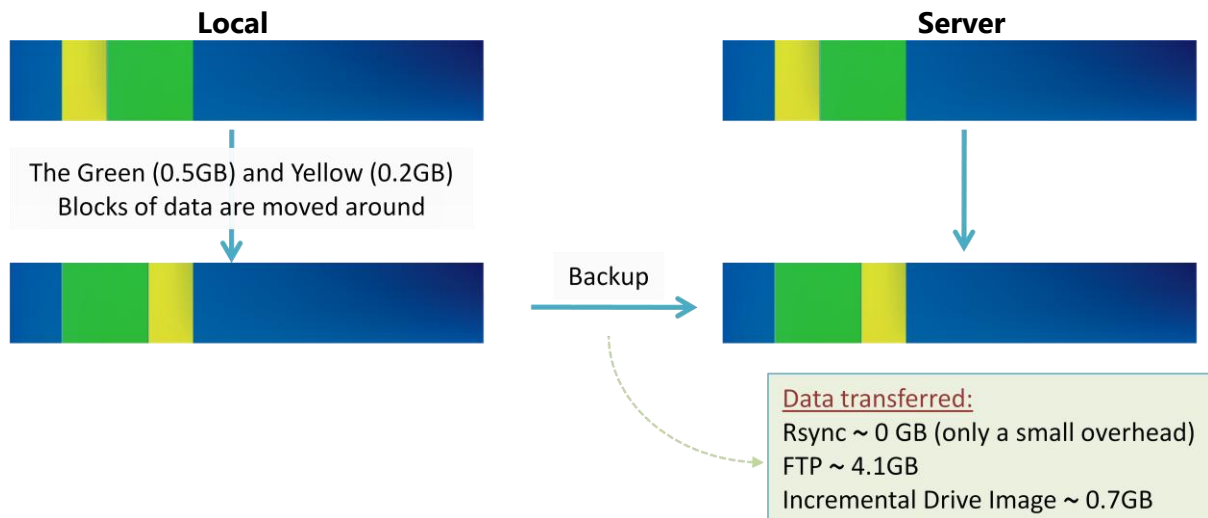 Local
Server
The Green (0.5GB) and Yellow (0.2GB)
Blocks of data are moved around
Backup
Data transferred:
Rsync ~ 0 GB (only a small overhead)
FTP ~ 4.1GB
Incremental Drive Image ~ 0.7GB